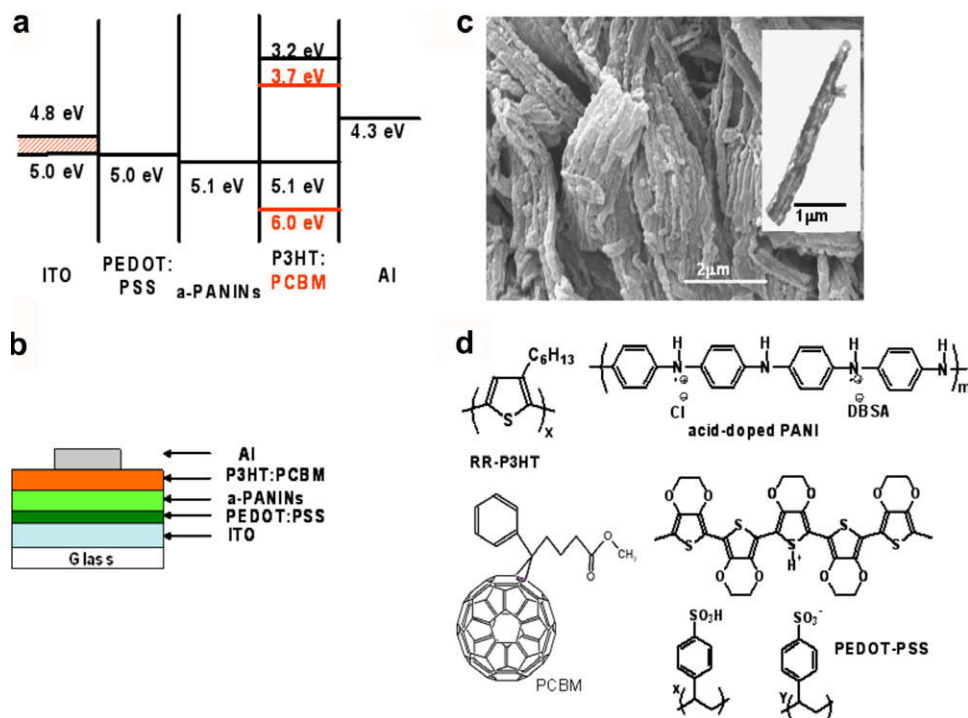 a
3.2 eV
3.7 eV
4.8 eV
4.3 eV
5.0 eV
5.0 eV
5.1 eV
5.1 eV
6.0 eV
ITO
PEDOT:
PSS
a-PANINs
P3HT:
PCBM
Al
c
1μm
2μm
b
Al
P3HT:PCBM
a-PANINs
PEDOT:PSS
ITO
Glass
d
C6H13
S
x
RR-P3HT
H
N
H
N
H
N
H
N
m
Cl
DBSA
acid-doped PANI
O
O
CH3
PCBM
O O O O O O
S S S S S
H+
O O O O
SO3H
SO3-
PEDOT-PSS
X
Y